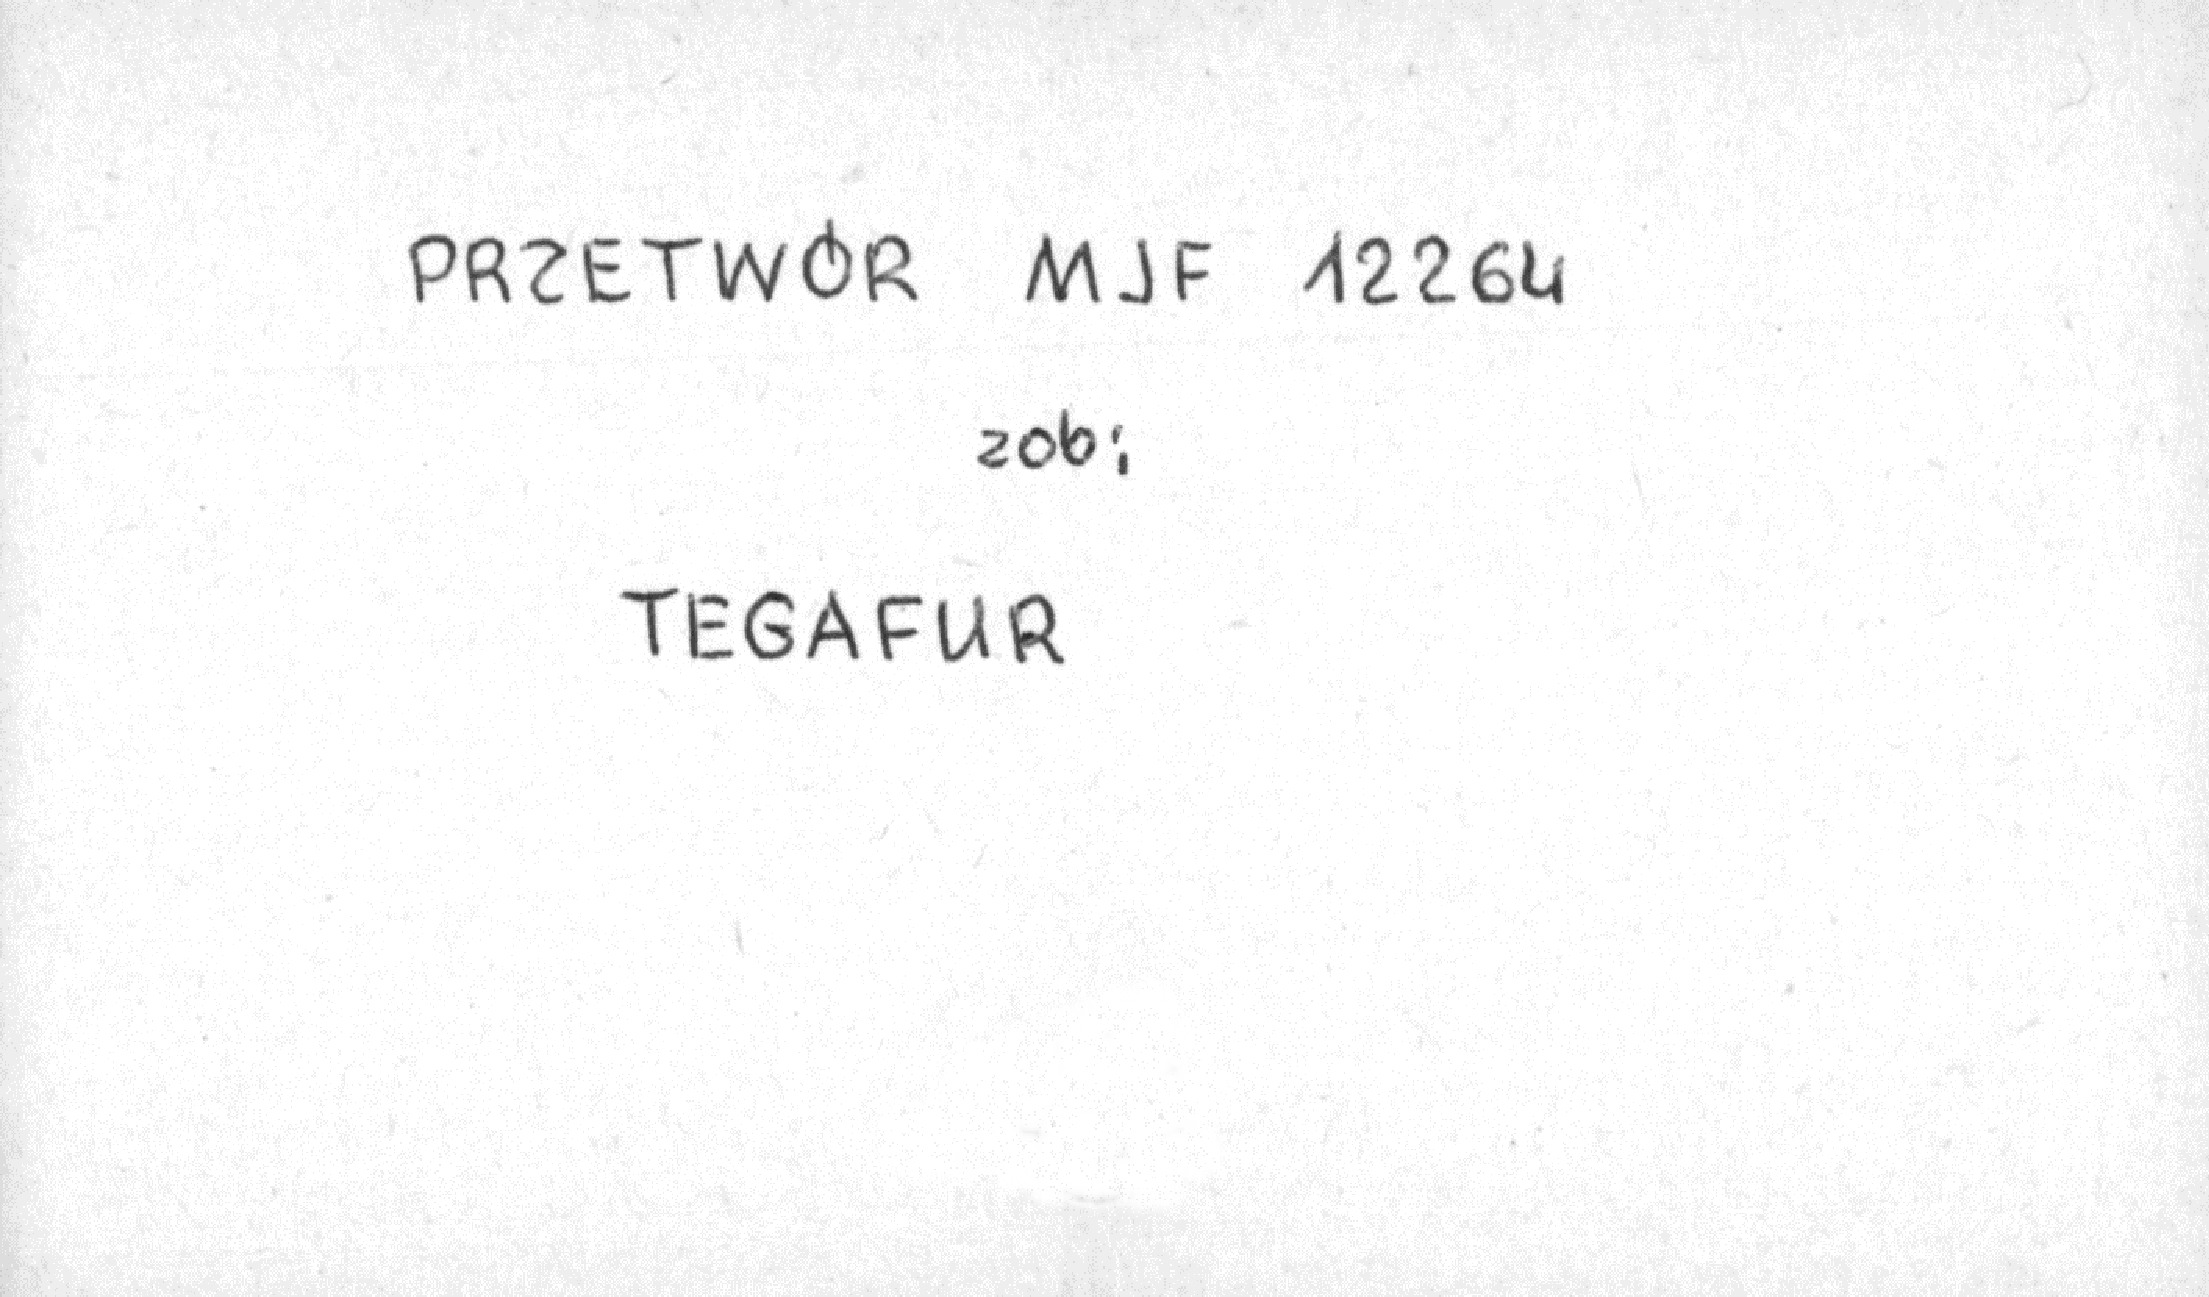 PRZETWÓR MJF 12264
zob:
TEGAFUR